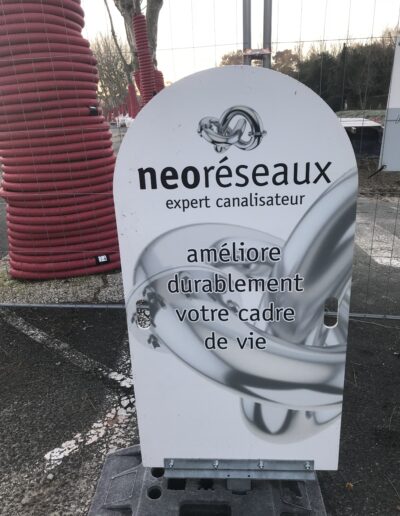 neoréseaux
expert canalisateur
améliore
durablement
votre cadre
de vie